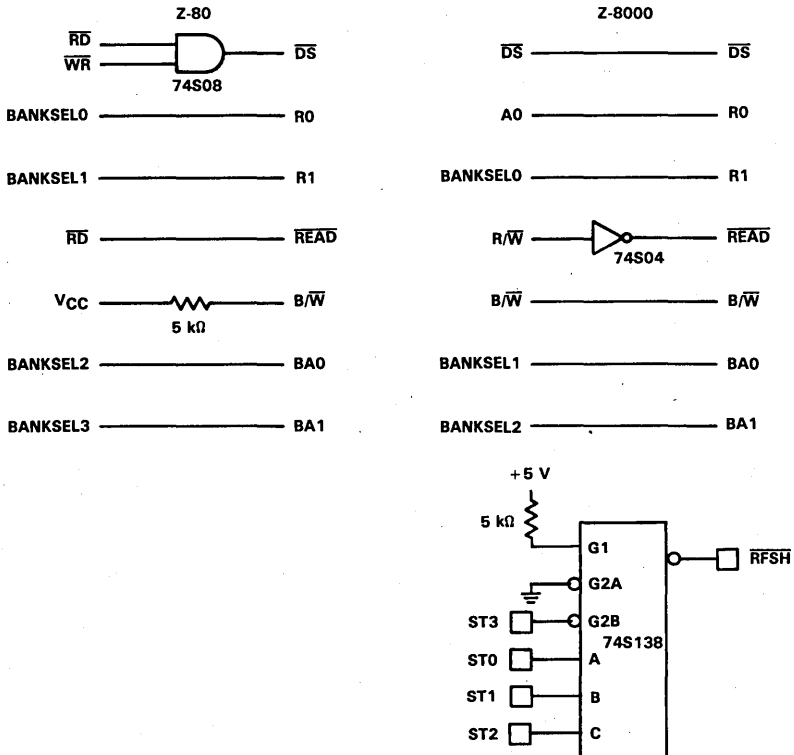 Z-80
RD
WR
DS
74S08
BANKSEL0 R0
BANKSEL1 R1
RD READ
VCC B/W
5 kΩ
BANKSEL2 BA0
BANKSEL3 BA1
Z-8000
DS DS
A0 R0
BANKSEL0 R1
R/W READ
74S04
B/W B/W
BANKSEL1 BA0
BANKSEL2 BA1
+5 V
5 kΩ
G1
RFSH
G2A
ST3 G2B
74S138
ST0 A
ST1 B
ST2 C